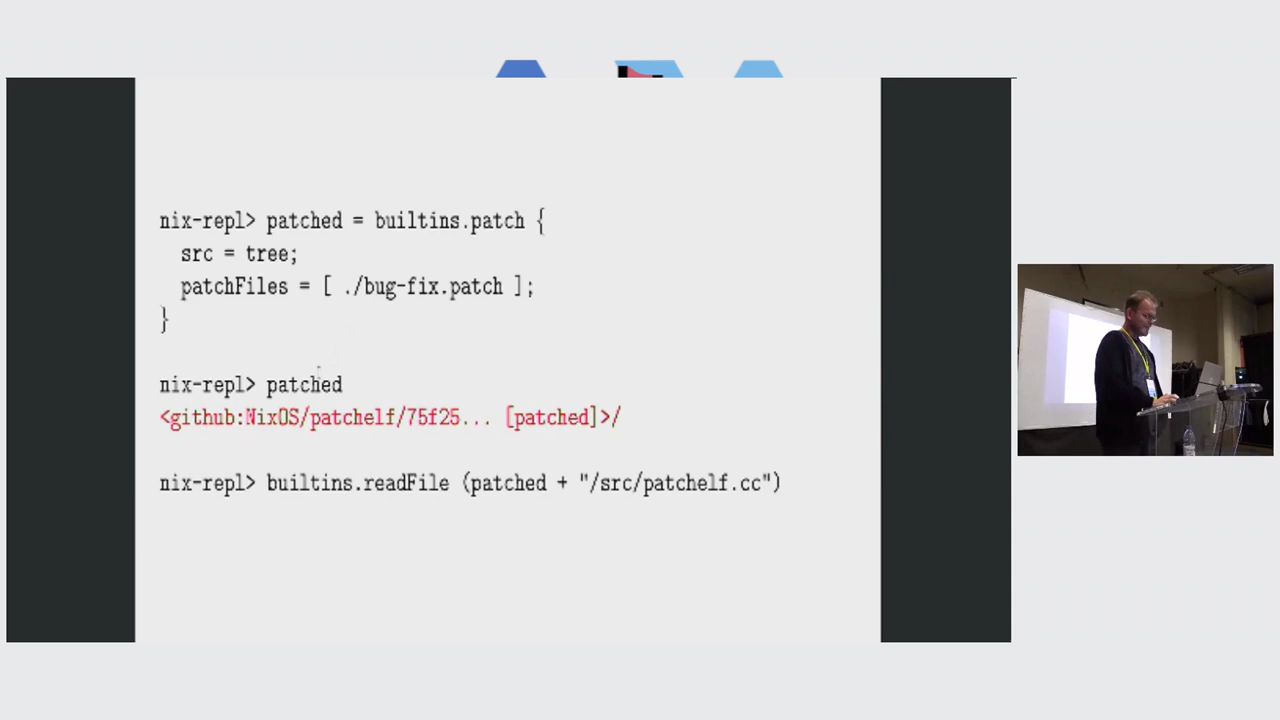 nix-repl> patched = builtins.patch {
src = tree;
patchFiles = [ ./bug-fix.patch ];
}
nix-repl> patched
<github:NixOS/patchelf/75f25... [patched]>/
nix-repl> builtins.readFile (patched + "/src/patchelf.cc")